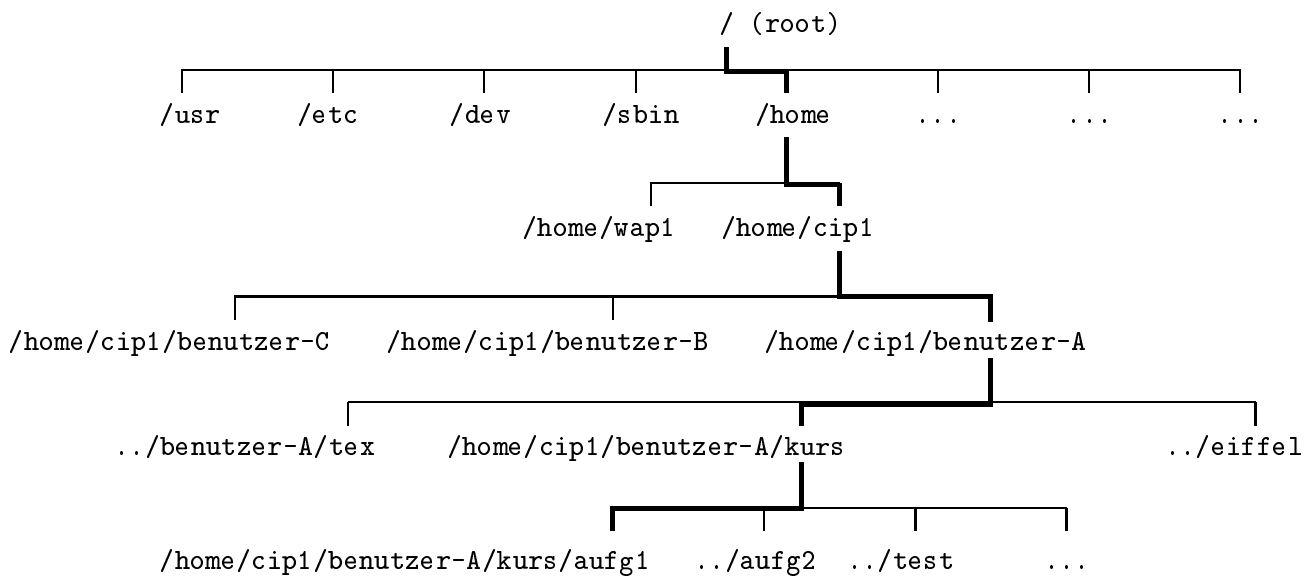 / (root)
/usr /etc /dev /sbin /home ... ... ...
/home/wap1 /home/cip1
/home/cip1/benutzer-C /home/cip1/benutzer-B /home/cip1/benutzer-A
../benutzer-A/tex /home/cip1/benutzer-A/kurs ../eiffel
/home/cip1/benutzer-A/kurs/aufg1 ../aufg2 ../test ...